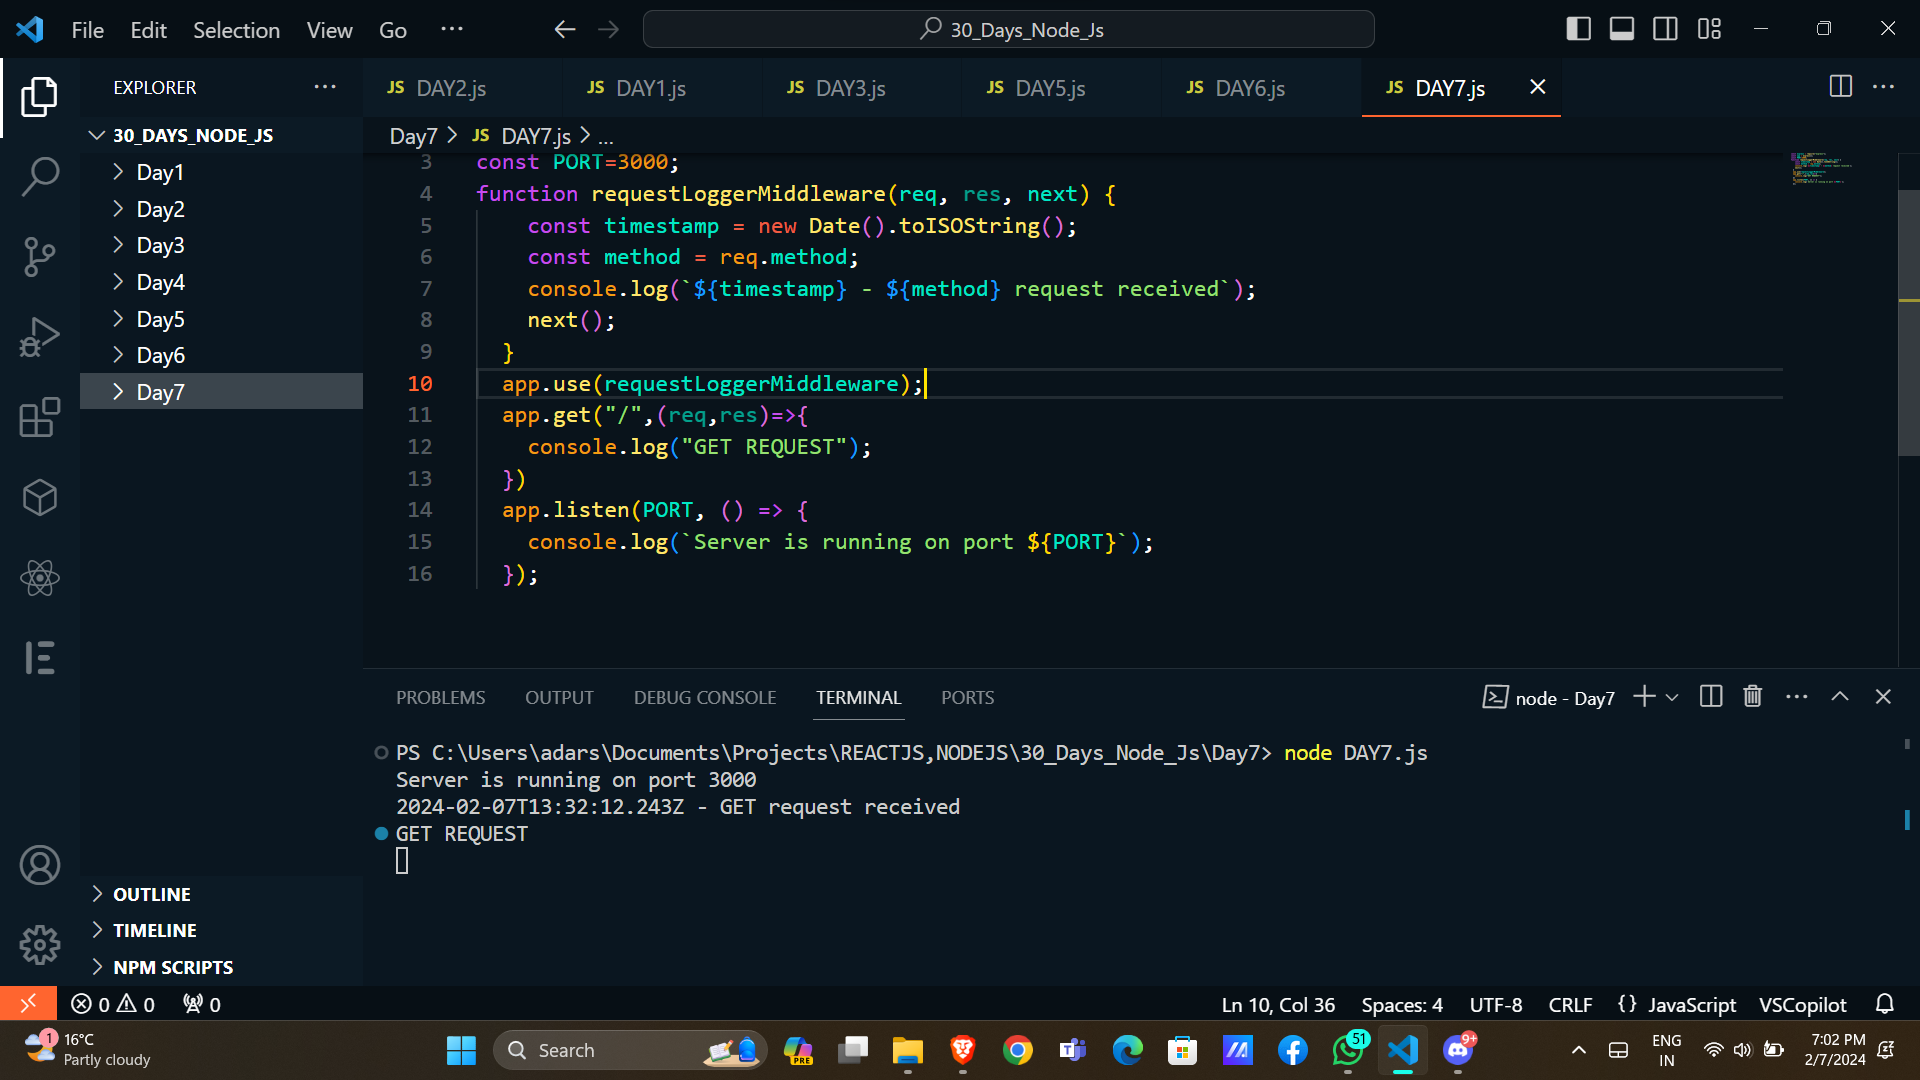 File Edit Selection View Go ···
30_Days_Node_Js
EXPLORER ···
JS DAY2.js JS DAY1.js JS DAY3.js JS DAY5.js JS DAY6.js JS DAY7.js
30_DAYS_NODE_JS
Day7 > JS DAY7.js > ...
Day1
Day2
Day3
Day4
Day5
Day6
Day7
3 const PORT=3000;
4 function requestLoggerMiddleware(req, res, next) {
5 const timestamp = new Date().toISOString();
6 const method = req.method;
7 console.log(`${timestamp} - ${method} request received`);
8 next();
9 }
10 app.use(requestLoggerMiddleware);
11 app.get("/",(req,res)=>{
12 console.log("GET REQUEST");
13 })
14 app.listen(PORT, () => {
15 console.log(`Server is running on port ${PORT}`);
16 });
PROBLEMS OUTPUT DEBUG CONSOLE TERMINAL PORTS
node - Day7
PS C:\Users\adars\Documents\Projects\REACTJS,NODEJS\30_Days_Node_Js\Day7> node DAY7.js
Server is running on port 3000
2024-02-07T13:32:12.243Z - GET request received
GET REQUEST
OUTLINE
TIMELINE
NPM SCRIPTS
0 0 0
Ln 10, Col 36 Spaces: 4 UTF-8 CRLF {} JavaScript VSCopilot
1
16°C
Partly cloudy
Search
PRE
51
9+
ENG
IN
7:02 PM
2/7/2024